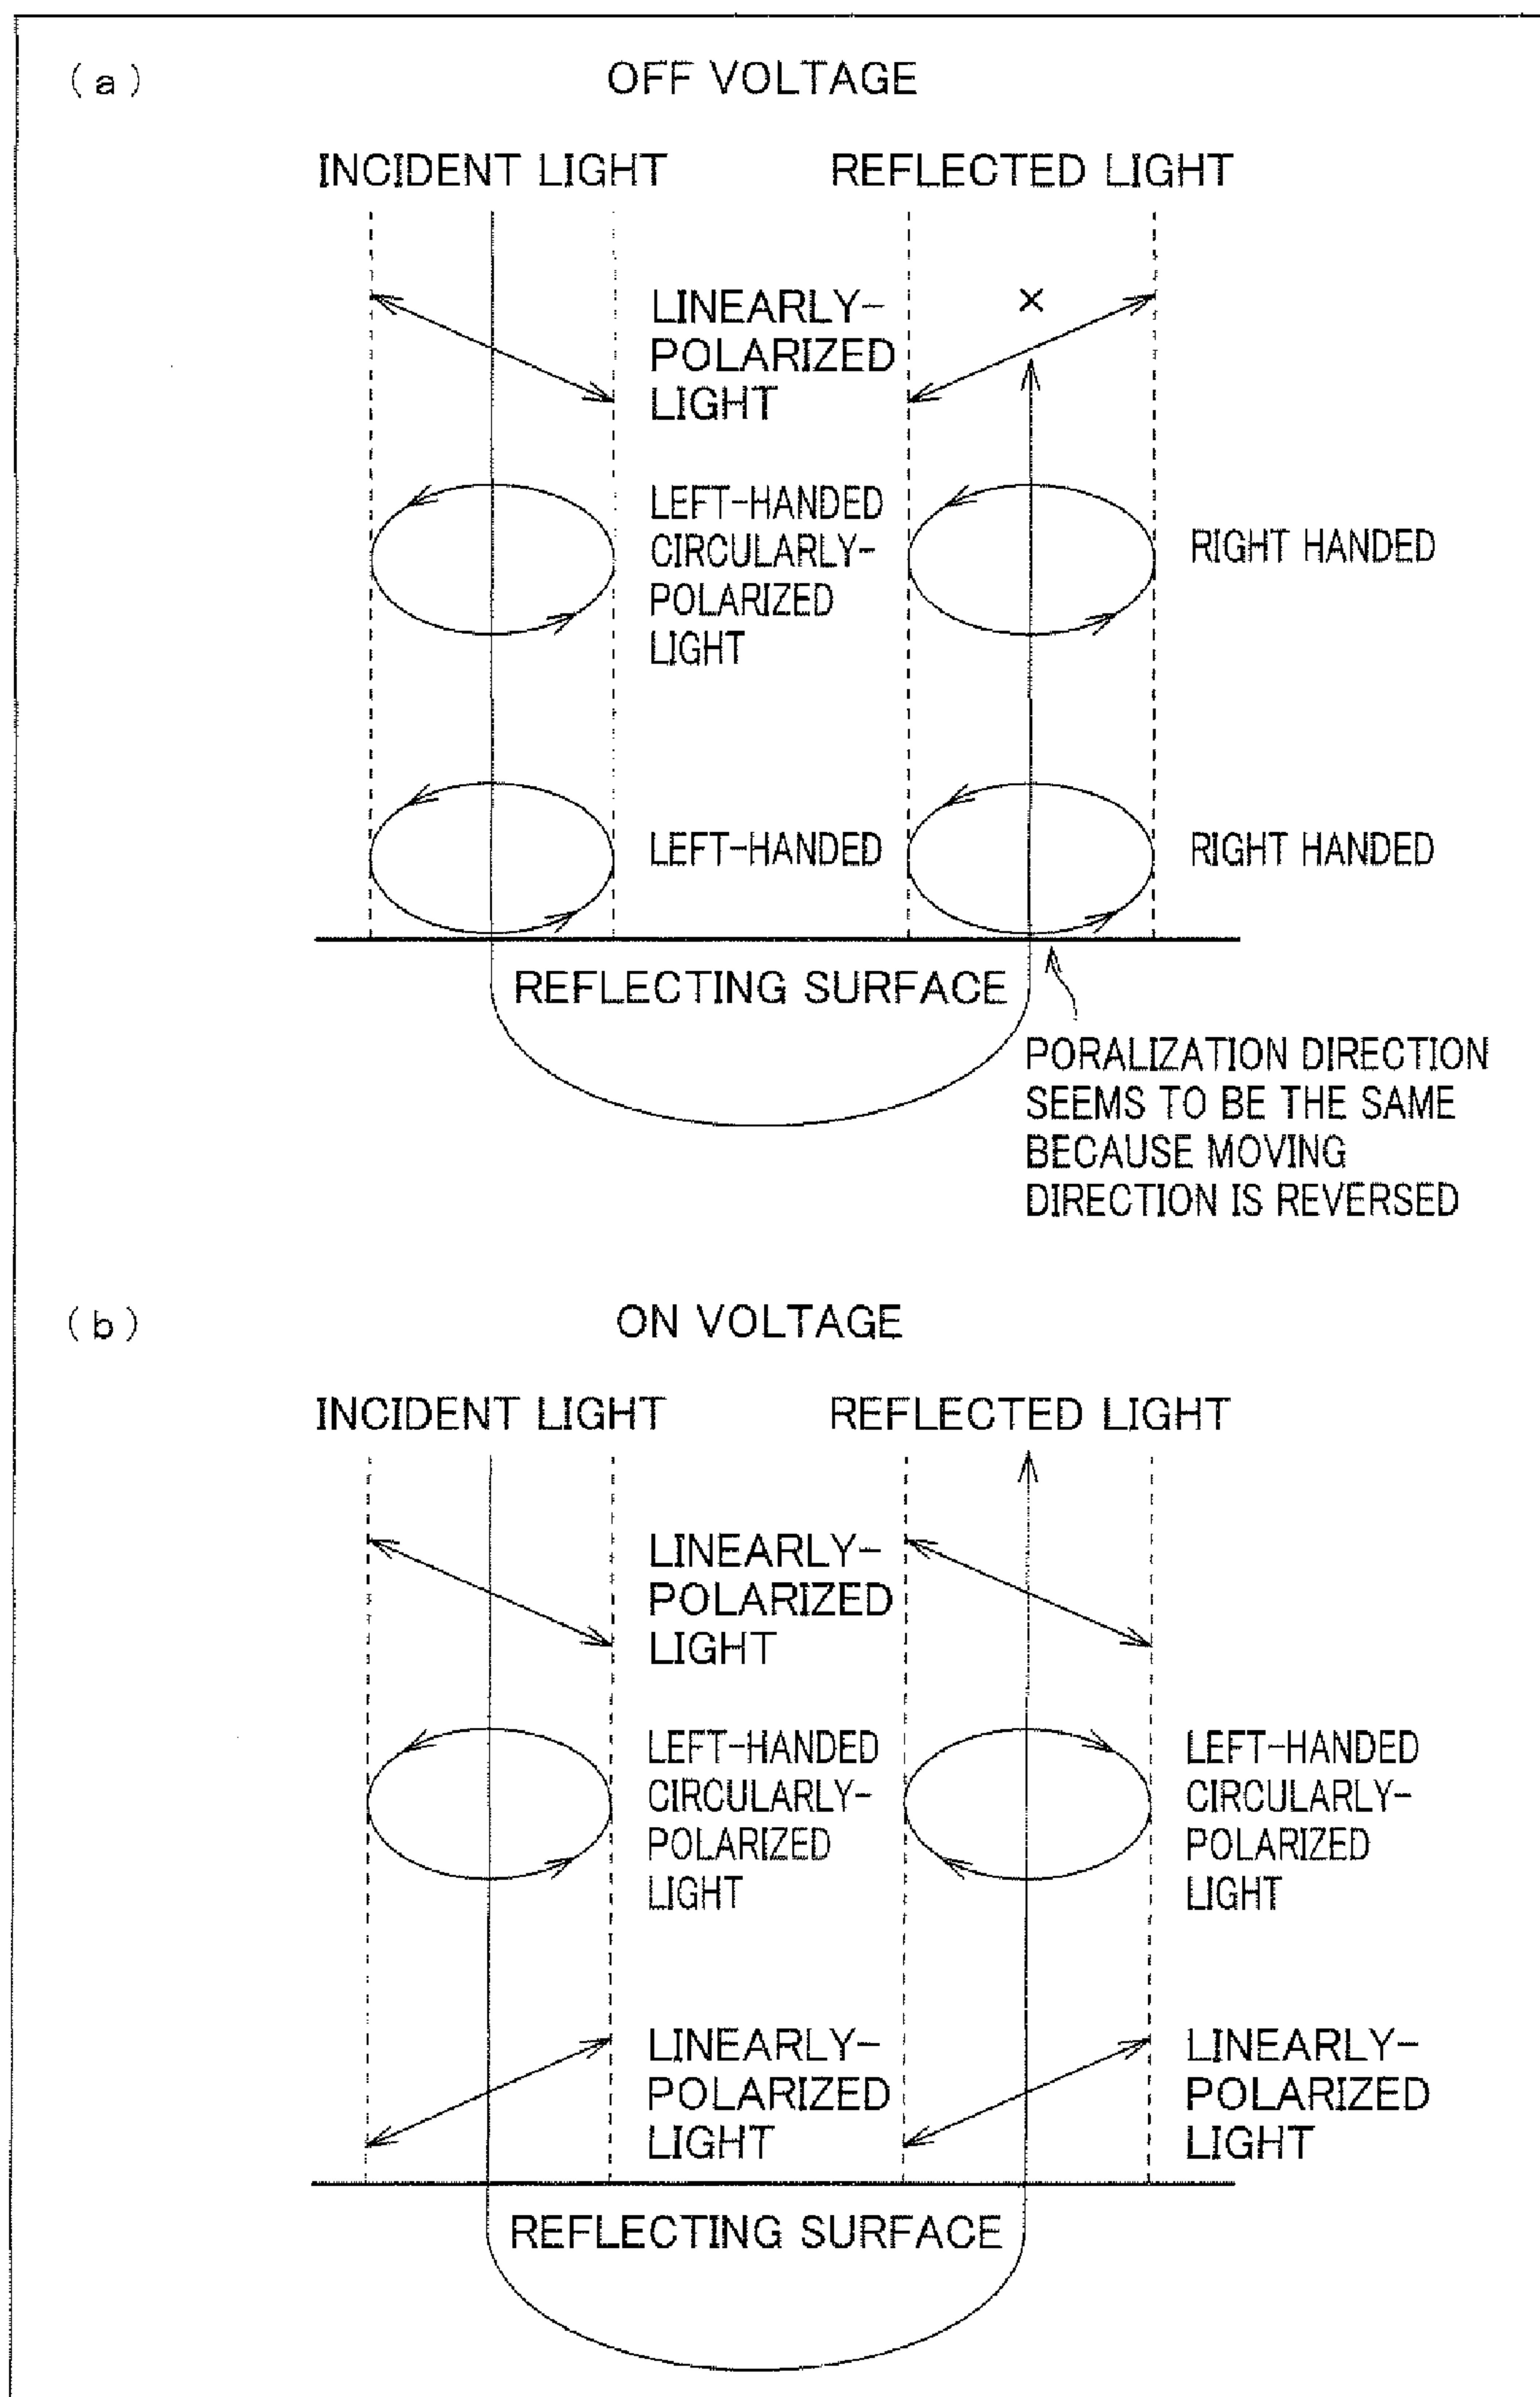 (a)
OFF VOLTAGE
INCIDENT LIGHT
REFLECTED LIGHT
×
LINEARLY-
POLARIZED
LIGHT
LEFT-HANDED
CIRCULARLY-
POLARIZED
LIGHT
RIGHT HANDED
LEFT-HANDED
RIGHT HANDED
REFLECTING SURFACE
PORALIZATION DIRECTION
SEEMS TO BE THE SAME
BECAUSE MOVING
DIRECTION IS REVERSED
(b)
ON VOLTAGE
INCIDENT LIGHT
REFLECTED LIGHT
LINEARLY-
POLARIZED
LIGHT
LEFT-HANDED
CIRCULARLY-
POLARIZED
LIGHT
LEFT-HANDED
CIRCULARLY-
POLARIZED
LIGHT
LINEARLY-
POLARIZED
LIGHT
LINEARLY-
POLARIZED
LIGHT
REFLECTING SURFACE